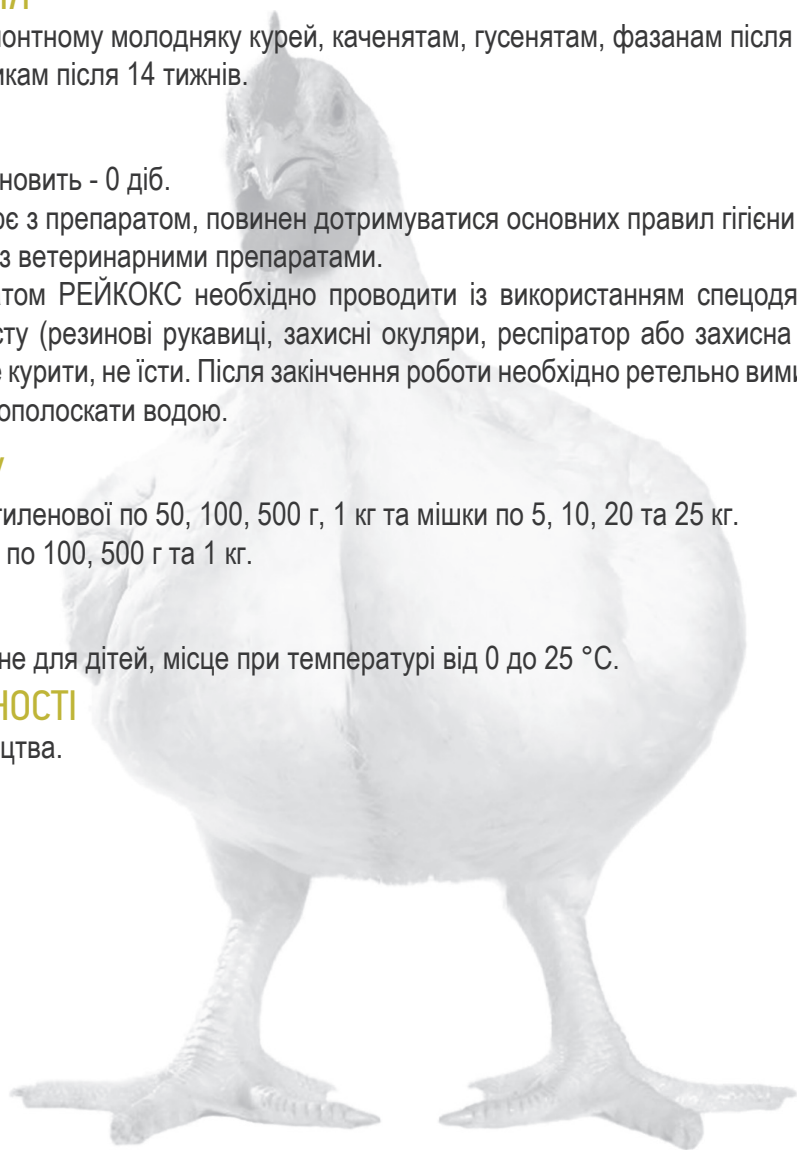 ня
онтному молодняку курей, каченятам, гусенятам, фазанам після
икам після 14 тижнів.
новить - 0 діб.
є з препаратом, повинен дотримуватися основних правил гігієни
з ветеринарними препаратами.
том РЕЙКОКС необхідно проводити із використанням спецодя
сту (резинові рукавиці, захисні окуляри, респіратор або захисна
е курити, не їсти. Після закінчення роботи необхідно ретельно вими
ополоскати водою.
у
тиленової по 50, 100, 500 г, 1 кг та мішки по 5, 10, 20 та 25 кг.
по 100, 500 г та 1 кг.
не для дітей, місце при температурі від 0 до 25 °С.
НОСТІ
цтва.